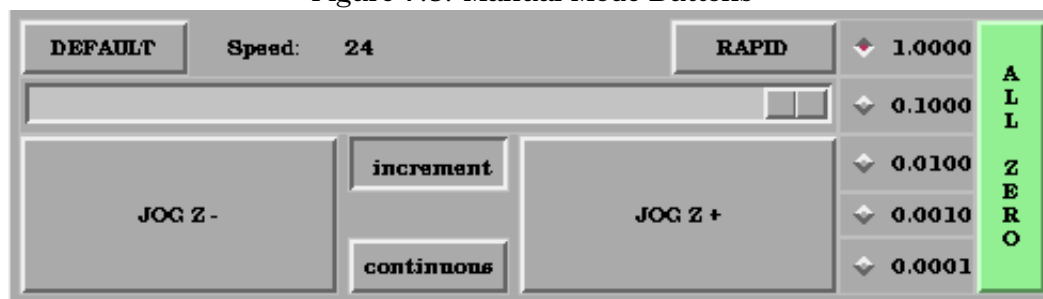 Figure 7.3: Manual Mode Buttons
DEFAULT Speed: 24 RAPID
1.0000
0.1000
0.0100
0.0010
0.0001
JOG Z -
increment
continuous
JOG Z +
ALL ZERO